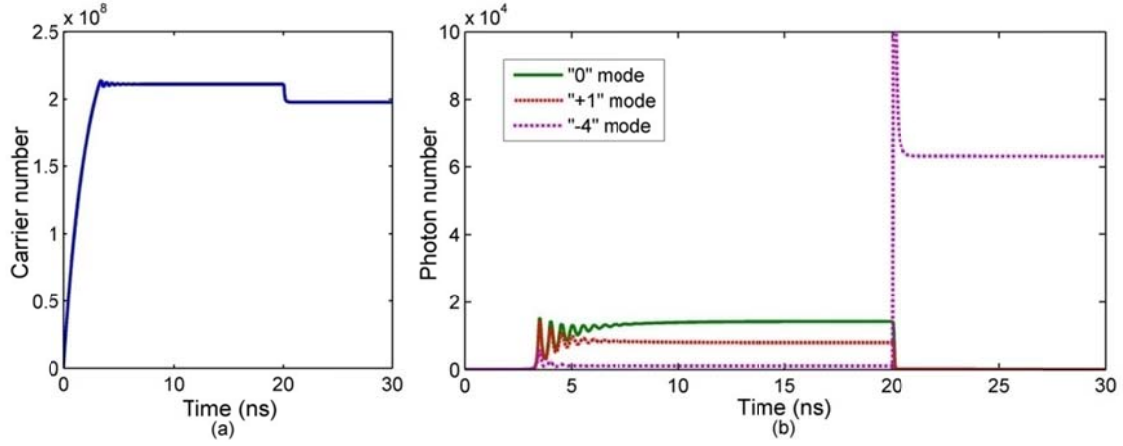 x 10^8
2.5
2
1.5
1
0.5
0
0 10 20 30
Carrier number
Time (ns)
(a)
x 10^4
10
8
6
4
2
0
0 5 10 15 20 25 30
Photon number
"0" mode
"+1" mode
"-4" mode
Time (ns)
(b)